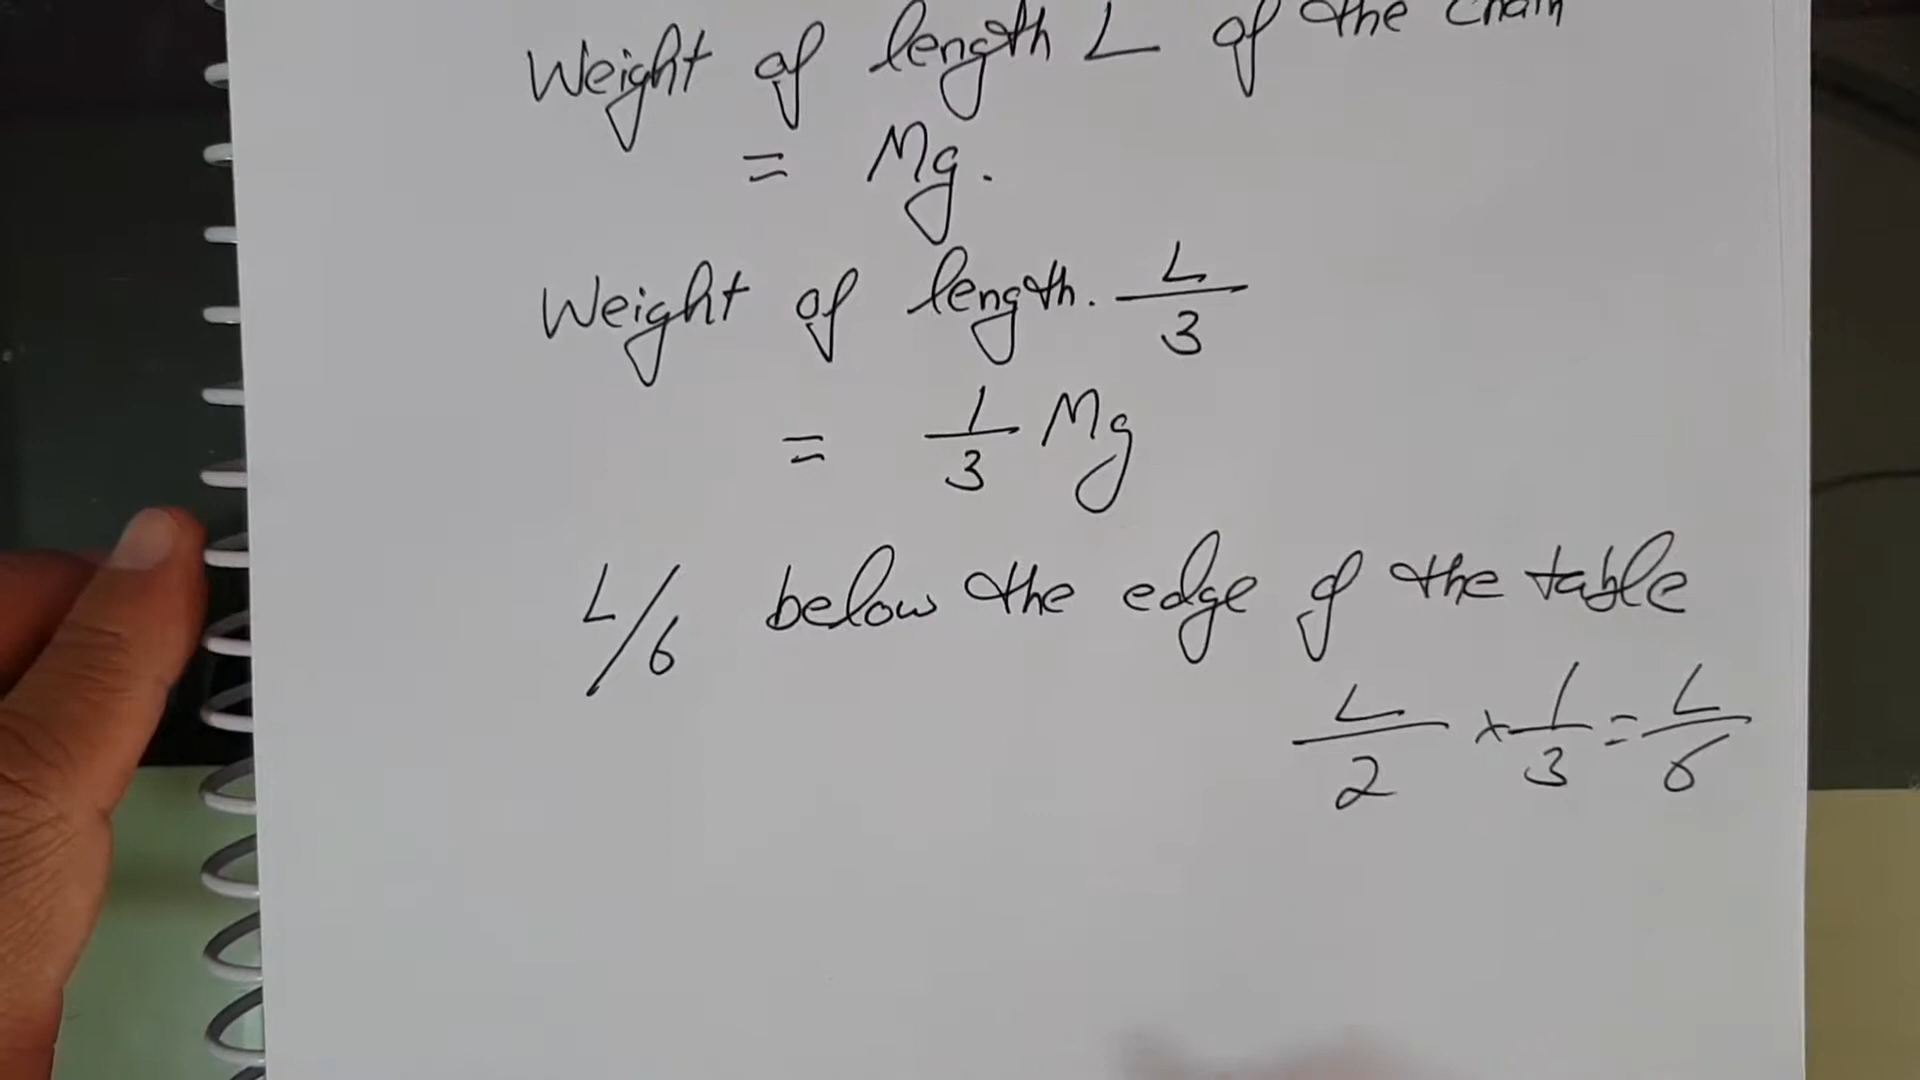 Weight of length L of the chain
= Mg.
Weight of length. L/3
= 1/3 Mg
L/6 below the edge of the table
L/2 × 1/3 = L/6